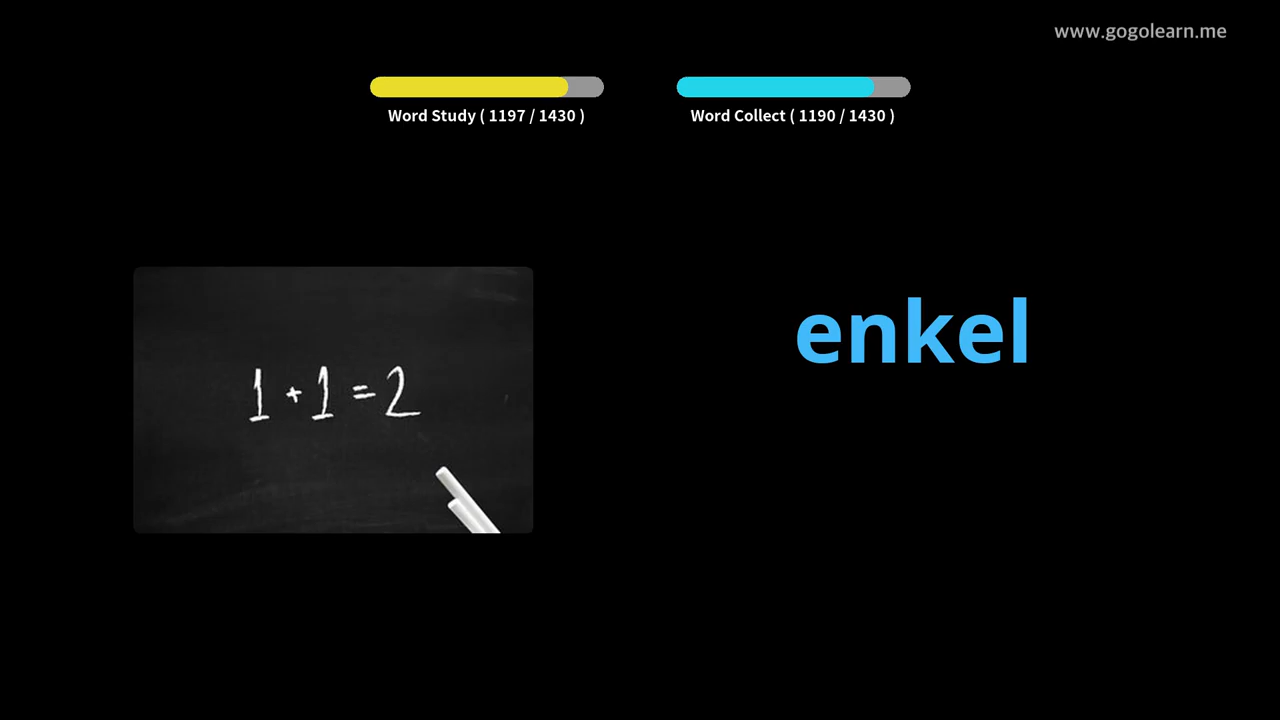 www.gogolearn.me
Word Study ( 1197 / 1430 )
Word Collect ( 1190 / 1430 )
enkel
1 + 1 = 2